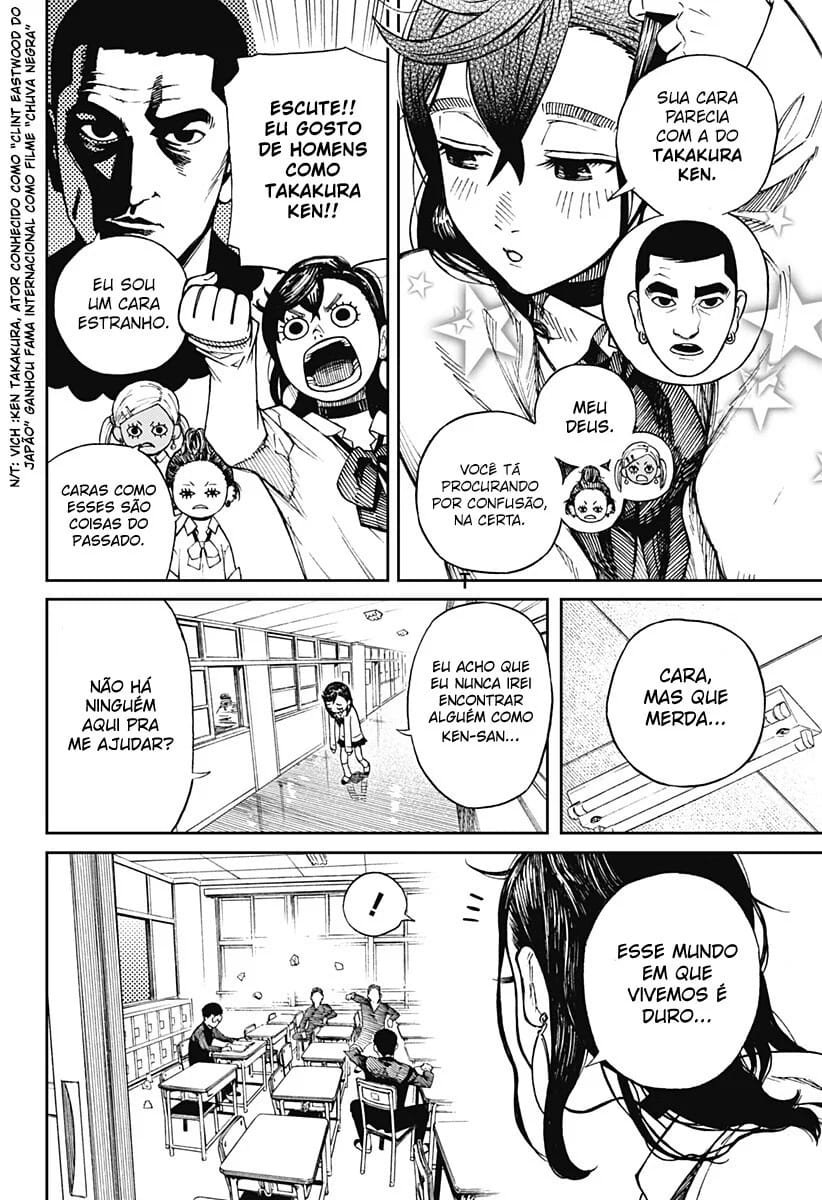 SUA CARA
PARECIA
COM A DO
TAKAKURA
KEN.
MEU
DEUS.
VOCÊ TÁ
PROCURANDO
POR CONFUSÃO,
NA CERTA.
T
ESCUTE!!
EU GOSTO
DE HOMENS
COMO
TAKAKURA
KEN!!
EU SOU
UM CARA
ESTRANHO.
CARAS COMO
ESSES SÃO
COISAS DO
PASSADO.
N/T: VICH :KEN TAKAKURA, ATOR CONHECIDO COMO "CLINT EASTWOOD DO
JAPÃO" GANHOU FAMA INTERNACIONAL COMO FILME "CHUVA NEGRA"
CARA,
MAS QUE
MERDA...
EU ACHO QUE
EU NUNCA IREI
ENCONTRAR
ALGUÉM COMO
KEN-SAN...
NÃO HÁ
NINGUÉM
AQUI PRA
ME AJUDAR?
ESSE MUNDO
EM QUE
VIVEMOS É
DURO...
!